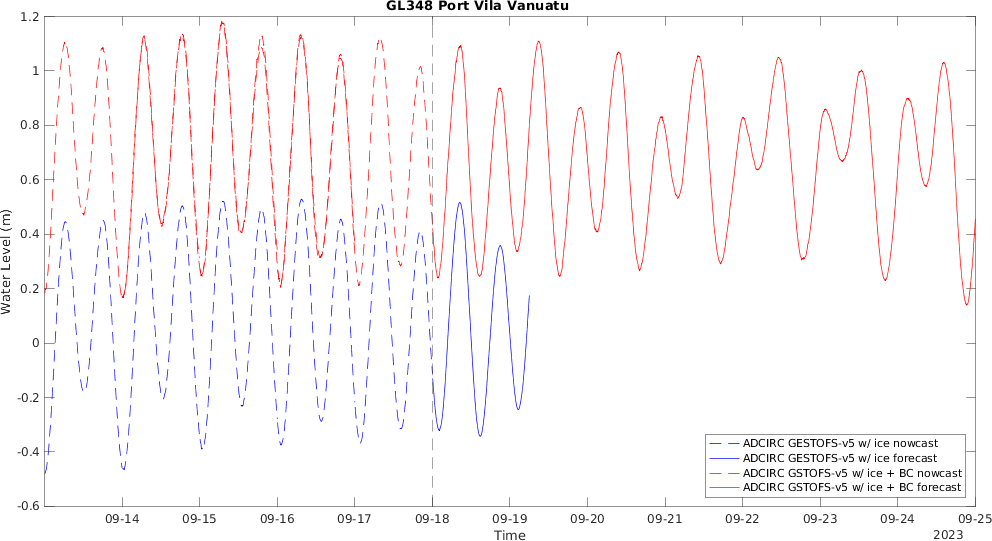 GL348 Port Vila Vanuatu
Water Level (m)
1.2
1
0.8
0.6
0.4
0.2
0
-0.2
-0.4
-0.6
ADCIRC GESTOFS-v5 w/ ice nowcast
ADCIRC GESTOFS-v5 w/ ice forecast
ADCIRC GSTOFS-v5 w/ ice + BC nowcast
ADCIRC GSTOFS-v5 w/ ice + BC forecast
09-14 09-15 09-16 09-17 09-18 09-19 09-20 09-21 09-22 09-23 09-24 09-25
Time
2023